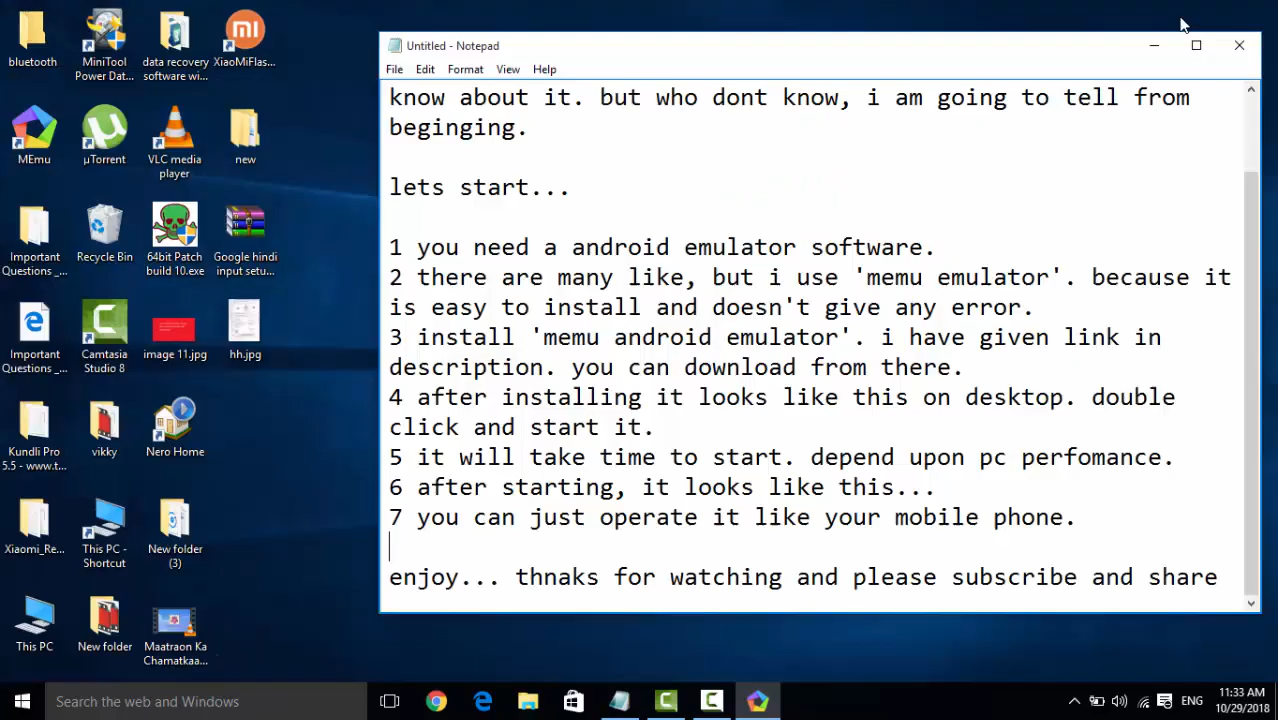 bluetooth
MiniTool
Power Dat...
data recovery
software wi...
XiaoMiFlas...
MEmu
µTorrent
VLC media
player
new
Important
Questions _...
Recycle Bin
64bit Patch
build 10.exe
Google hindi
input setu...
Important
Questions _...
Camtasia
Studio 8
image 11.jpg
hh.jpg
Kundli Pro
5.5 - www.t...
vikky
Nero Home
Xiaomi_Re...
This PC -
Shortcut
New folder
(3)
This PC
New folder
Maatraon Ka
Chamatkaa...
Untitled - Notepad
File Edit Format View Help
know about it. but who dont know, i am going to tell from
beginging.
lets start...
1 you need a android emulator software.
2 there are many like, but i use 'memu emulator'. because it
is easy to install and doesn't give any error.
3 install 'memu android emulator'. i have given link in
description. you can download from there.
4 after installing it looks like this on desktop. double
click and start it.
5 it will take time to start. depend upon pc perfomance.
6 after starting, it looks like this...
7 you can just operate it like your mobile phone.
enjoy... thnaks for watching and please subscribe and share
Search the web and Windows
ENG
11:33 AM
10/29/2018